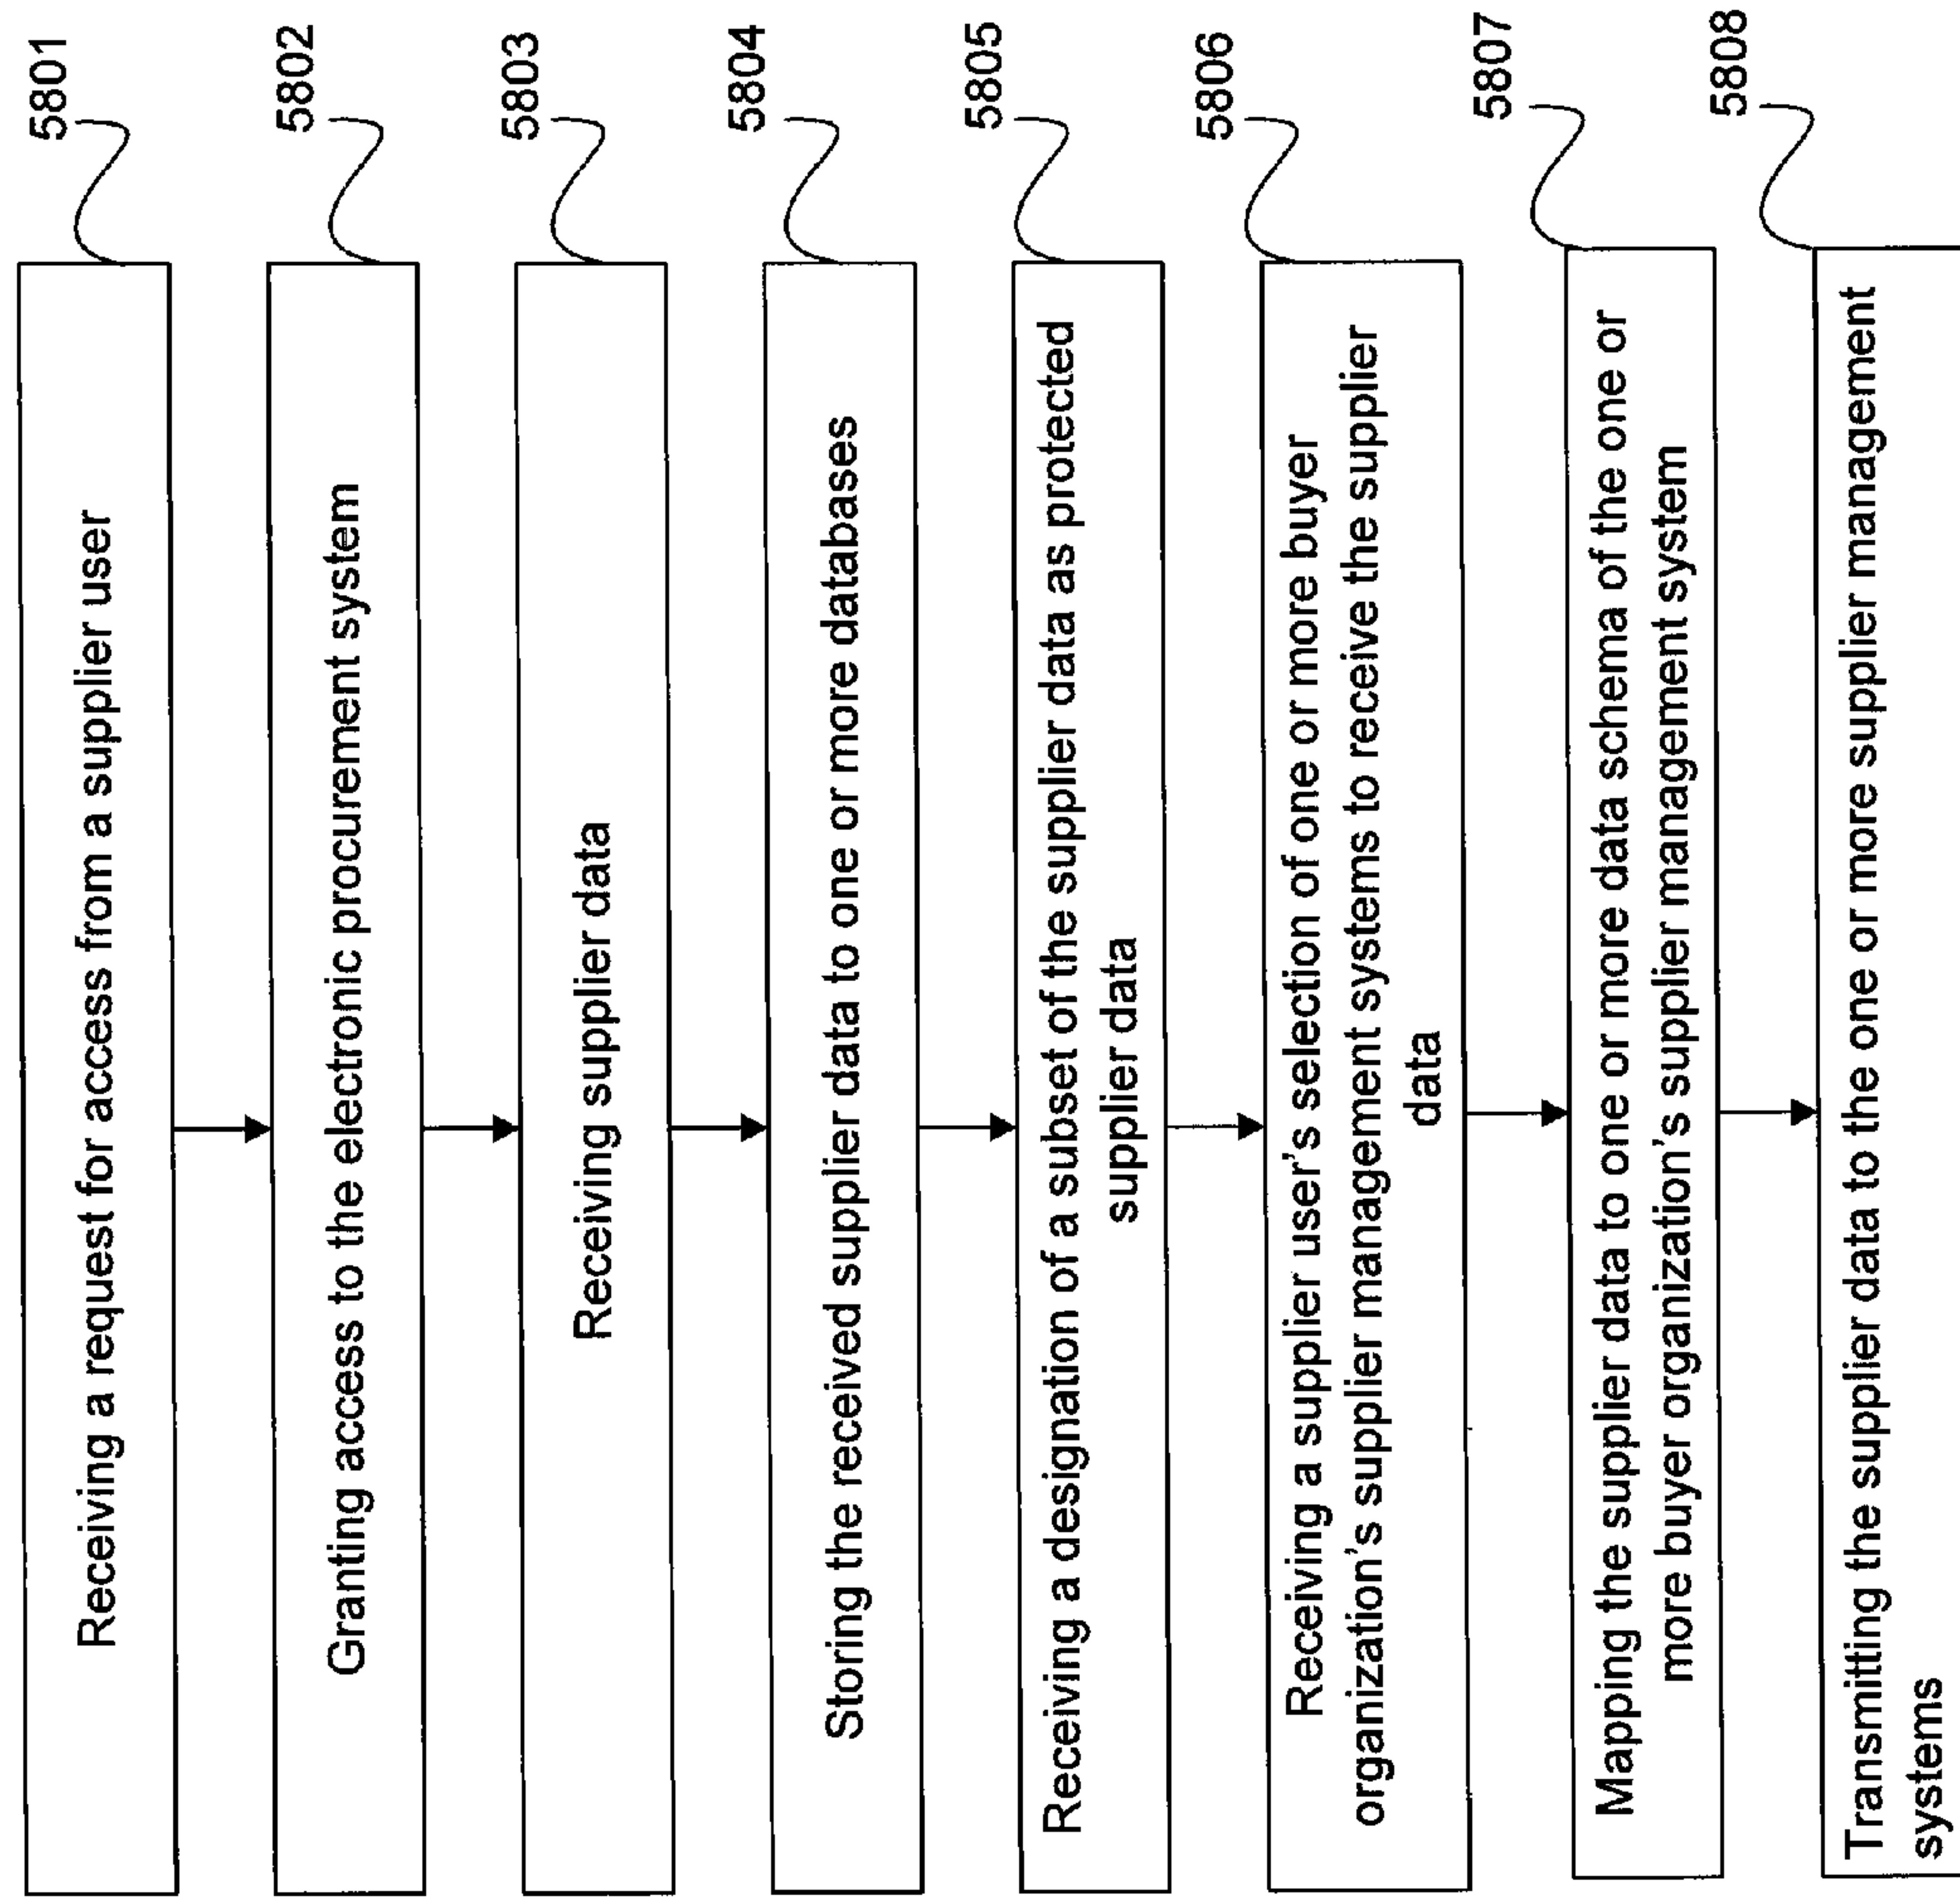 Receiving a request for access from a supplier user
5801
Granting access to the electronic procurement system
5802
Receiving supplier data
5803
Storing the received supplier data to one or more databases
5804
Receiving a designation of a subset of the supplier data as protected
supplier data
5805
Receiving a supplier user's selection of one or more buyer
organization's supplier management systems to receive the supplier
data
5806
Mapping the supplier data to one or more data schema of the one or
more buyer organization's supplier management system
5807
Transmitting the supplier data to the one or more supplier management
systems
5808